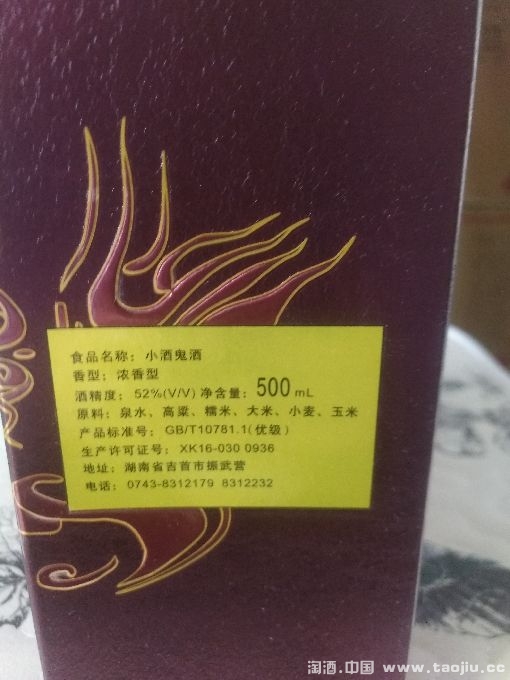 食品名称：小酒鬼酒
香型：浓香型
酒精度：52%(V/V) 净含量：500 mL
原料：泉水、高粱、糯米、大米、小麦、玉米
产品标准号：GB/T10781.1(优级)
生产许可证号：XK16-030 0936
地址：湖南省吉首市振武营
电话：0743-8312179 8312232
淘酒.中国 www.taojiu.cc